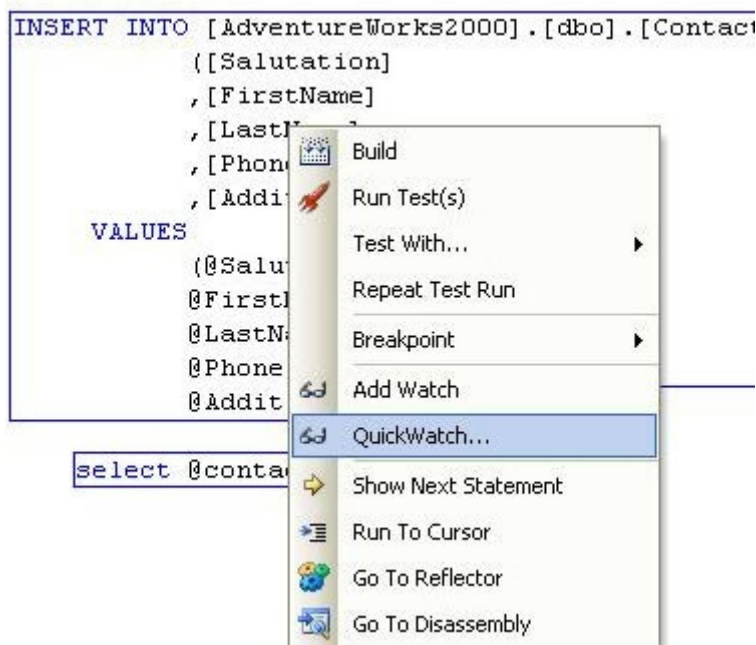 INSERT INTO [AdventureWorks2000].[dbo].[Contact
([Salutation]
,[FirstName]
,[LastN
,[Phon
,[Addit
VALUES
(@Salu
@First
@LastN
@Phone
@Addit
select @conta
Build
Run Test(s)
Test With...
Repeat Test Run
Breakpoint
Add Watch
QuickWatch...
Show Next Statement
Run To Cursor
Go To Reflector
Go To Disassembly